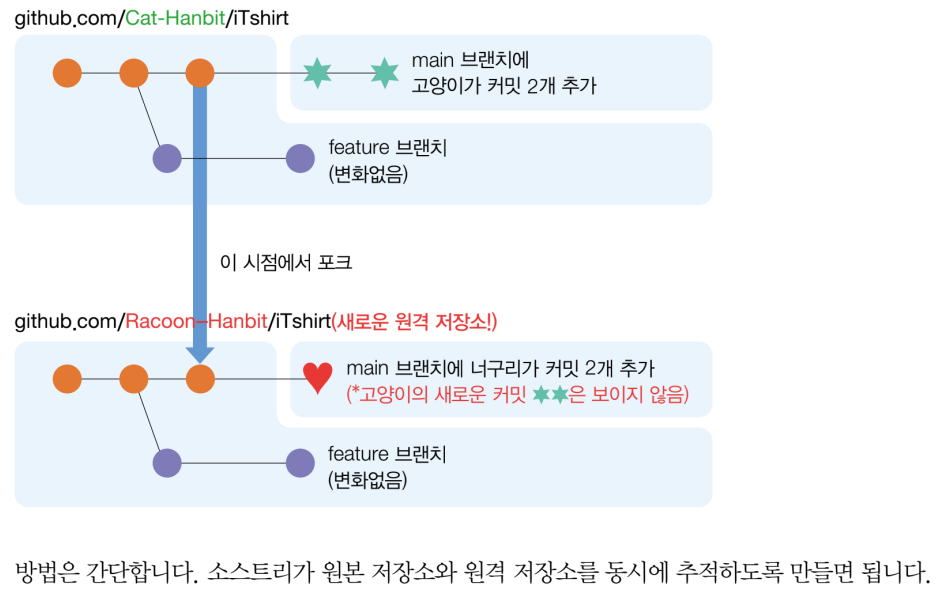 github.com/Cat-Hanbit/iTshirt
main 브랜치에
고양이가 커밋 2개 추가
feature 브랜치
(변화없음)
이 시점에서 포크
github.com/Racoon-Hanbit/iTshirt(새로운 원격 저장소!)
main 브랜치에 너구리가 커밋 2개 추가
(*고양이의 새로운 커밋 은 보이지 않음)
feature 브랜치
(변화없음)
방법은 간단합니다. 소스트리가 원본 저장소와 원격 저장소를 동시에 추적하도록 만들면 됩니다.